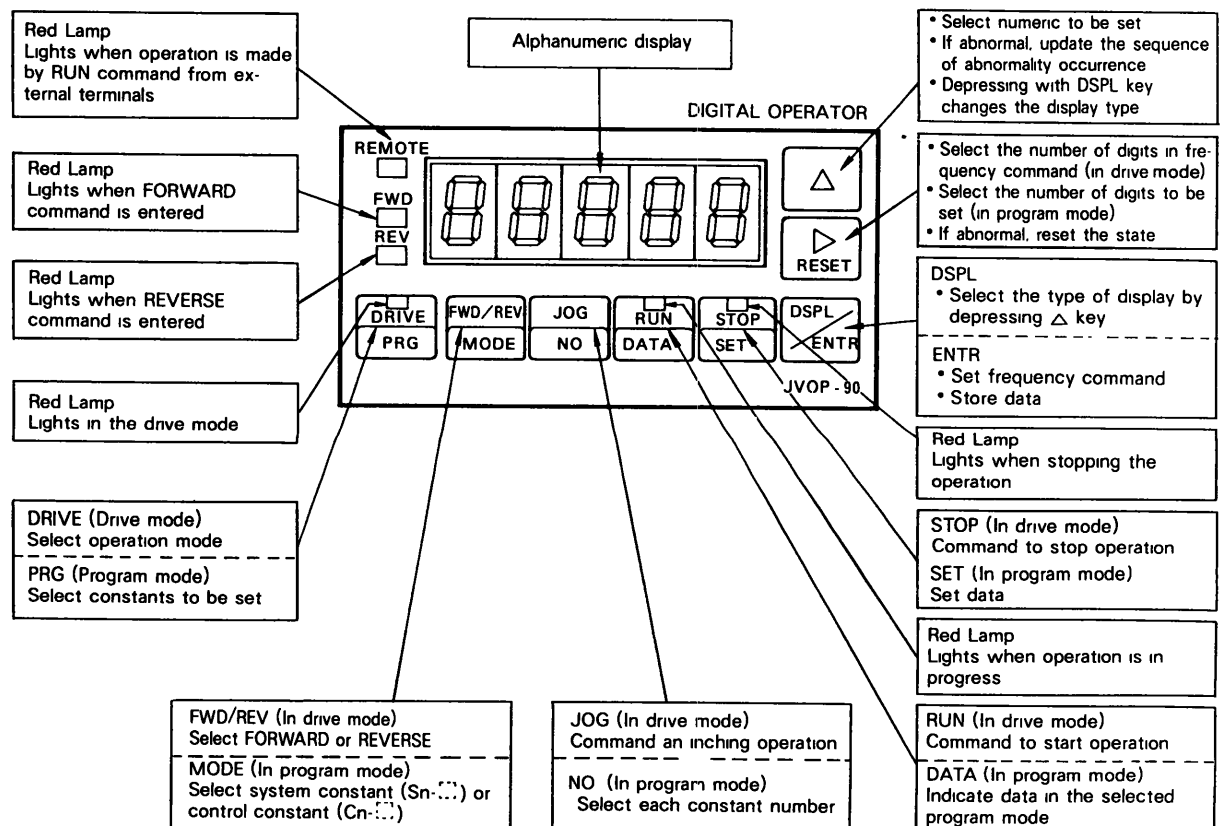 Red Lamp
Lights when operation is made
by RUN command from ex-
ternal terminals
Alphanumeric display
• Select numeric to be set
• If abnormal, update the sequence
of abnormality occurrence
• Depressing with DSPL key
changes the display type
DIGITAL OPERATOR
REMOTE
FWD
REV
△
▷
RESET
DRIVE
PRG
FWD/REV
MODE
JOG
NO
RUN
DATA
STOP
SET
DSPL
ENTR
JVOP - 90
Red Lamp
Lights when FORWARD
command is entered
Red Lamp
Lights when REVERSE
command is entered
Red Lamp
Lights in the drive mode
DRIVE (Drive mode)
Select operation mode
PRG (Program mode)
Select constants to be set
• Select the number of digits in fre-
quency command (in drive mode)
• Select the number of digits to be
set (in program mode)
• If abnormal, reset the state
DSPL
• Select the type of display by
depressing △ key
ENTR
• Set frequency command
• Store data
Red Lamp
Lights when stopping the
operation
STOP (In drive mode)
Command to stop operation
SET (In program mode)
Set data
Red Lamp
Lights when operation is in
progress
FWD/REV (In drive mode)
Select FORWARD or REVERSE
MODE (In program mode)
Select system constant (Sn-⬚) or
control constant (Cn-⬚)
JOG (In drive mode)
Command an inching operation
NO (In program mode)
Select each constant number
RUN (In drive mode)
Command to start operation
DATA (In program mode)
Indicate data in the selected
program mode